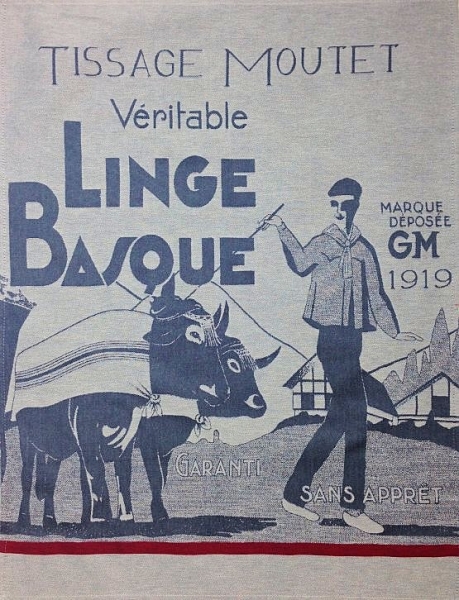 TISSAGE MOUTET
Véritable
LINGE
BASQUE
MARQUE
DÉPOSÉE
GM
1919
GARANTI
SANS APPRÊT